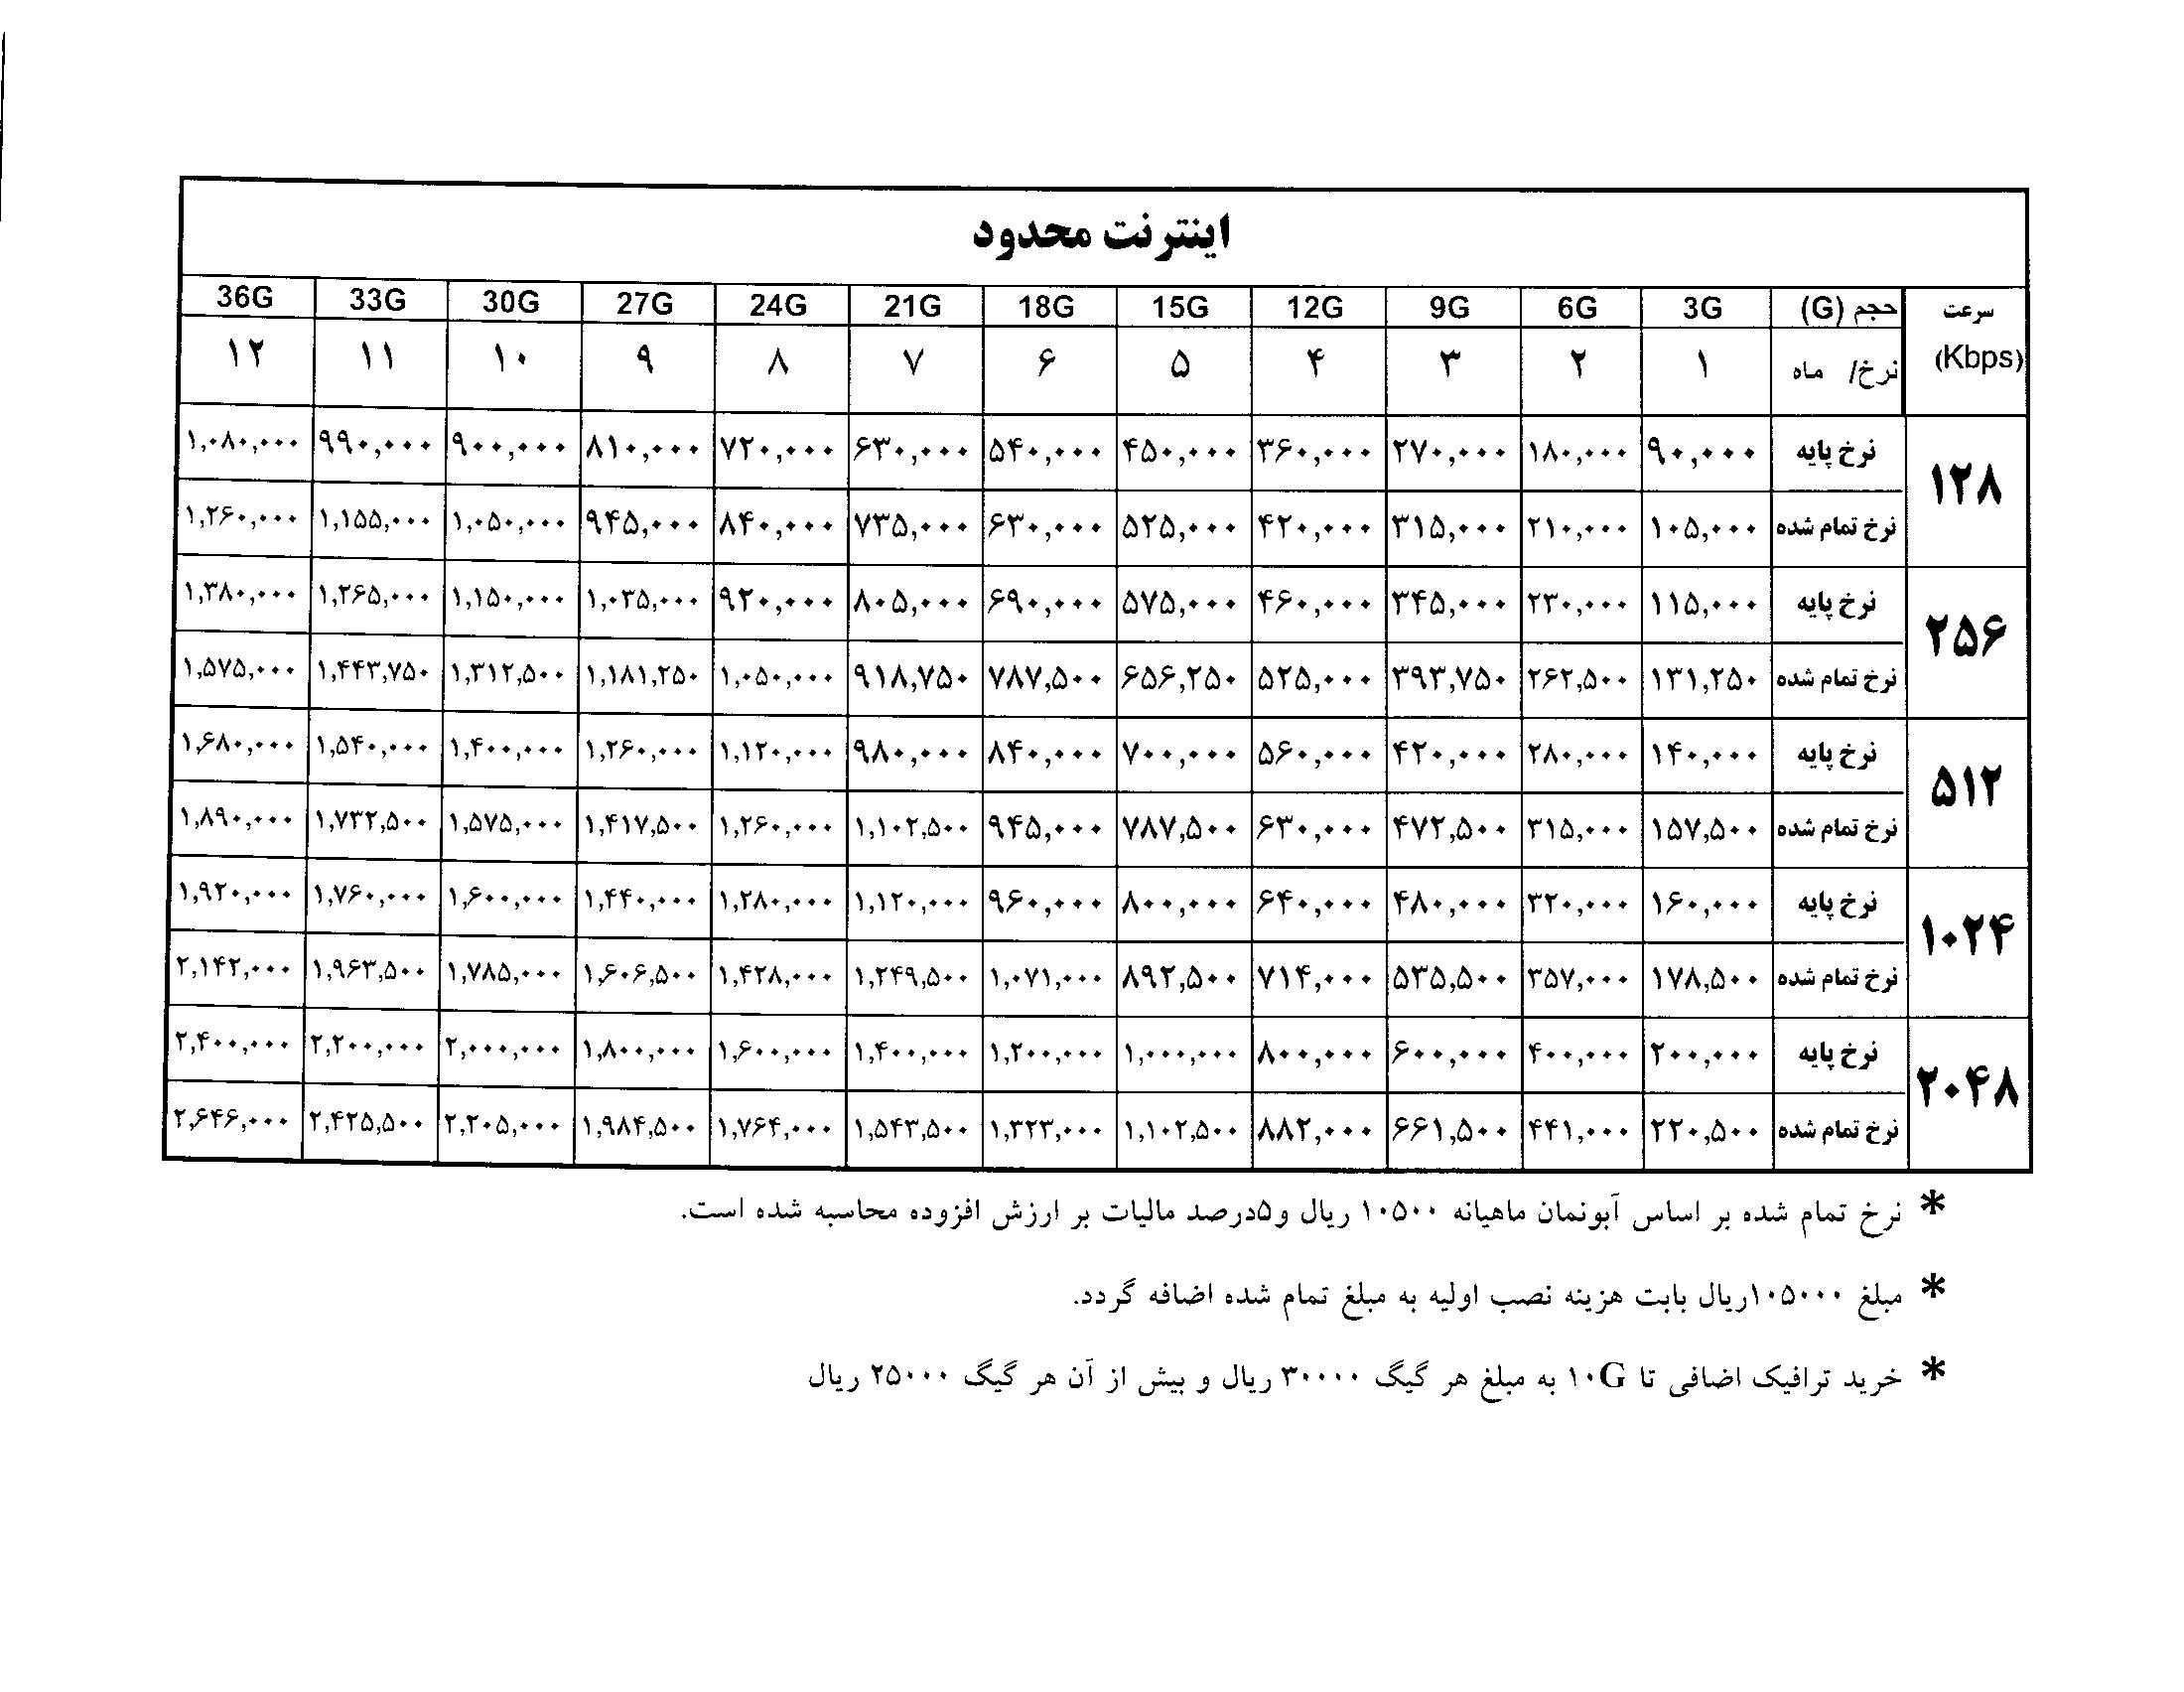 اینترنت محدود
سرعت (Kbps) حجم (G) 3G 6G 9G 12G 15G 18G 21G 24G 27G 30G 33G 36G
نرخ/ ماه ۱ ۲ ۳ ۴ ۵ ۶ ۷ ۸ ۹ ۱۰ ۱۱ ۱۲
۱۲۸ نرخ پایه ۹۰,۰۰۰ ۱۸۰,۰۰۰ ۲۷۰,۰۰۰ ۳۶۰,۰۰۰ ۴۵۰,۰۰۰ ۵۴۰,۰۰۰ ۶۳۰,۰۰۰ ۷۲۰,۰۰۰ ۸۱۰,۰۰۰ ۹۰۰,۰۰۰ ۹۹۰,۰۰۰ ۱,۰۸۰,۰۰۰
نرخ تمام شده ۱۰۵,۰۰۰ ۲۱۰,۰۰۰ ۳۱۵,۰۰۰ ۴۲۰,۰۰۰ ۵۲۵,۰۰۰ ۶۳۰,۰۰۰ ۷۳۵,۰۰۰ ۸۴۰,۰۰۰ ۹۴۵,۰۰۰ ۱,۰۵۰,۰۰۰ ۱,۱۵۵,۰۰۰ ۱,۲۶۰,۰۰۰
۲۵۶ نرخ پایه ۱۱۵,۰۰۰ ۲۳۰,۰۰۰ ۳۴۵,۰۰۰ ۴۶۰,۰۰۰ ۵۷۵,۰۰۰ ۶۹۰,۰۰۰ ۸۰۵,۰۰۰ ۹۲۰,۰۰۰ ۱,۰۳۵,۰۰۰ ۱,۱۵۰,۰۰۰ ۱,۲۶۵,۰۰۰ ۱,۳۸۰,۰۰۰
نرخ تمام شده ۱۳۱,۲۵۰ ۲۶۲,۵۰۰ ۳۹۳,۷۵۰ ۵۲۵,۰۰۰ ۶۵۶,۲۵۰ ۷۸۷,۵۰۰ ۹۱۸,۷۵۰ ۱,۰۵۰,۰۰۰ ۱,۱۸۱,۲۵۰ ۱,۳۱۲,۵۰۰ ۱,۴۴۳,۷۵۰ ۱,۵۷۵,۰۰۰
۵۱۲ نرخ پایه ۱۴۰,۰۰۰ ۲۸۰,۰۰۰ ۴۲۰,۰۰۰ ۵۶۰,۰۰۰ ۷۰۰,۰۰۰ ۸۴۰,۰۰۰ ۹۸۰,۰۰۰ ۱,۱۲۰,۰۰۰ ۱,۲۶۰,۰۰۰ ۱,۴۰۰,۰۰۰ ۱,۵۴۰,۰۰۰ ۱,۶۸۰,۰۰۰
نرخ تمام شده ۱۵۷,۵۰۰ ۳۱۵,۰۰۰ ۴۷۲,۵۰۰ ۶۳۰,۰۰۰ ۷۸۷,۵۰۰ ۹۴۵,۰۰۰ ۱,۱۰۲,۵۰۰ ۱,۲۶۰,۰۰۰ ۱,۴۱۷,۵۰۰ ۱,۵۷۵,۰۰۰ ۱,۷۳۲,۵۰۰ ۱,۸۹۰,۰۰۰
۱۰۲۴ نرخ پایه ۱۶۰,۰۰۰ ۳۲۰,۰۰۰ ۴۸۰,۰۰۰ ۶۴۰,۰۰۰ ۸۰۰,۰۰۰ ۹۶۰,۰۰۰ ۱,۱۲۰,۰۰۰ ۱,۲۸۰,۰۰۰ ۱,۴۴۰,۰۰۰ ۱,۶۰۰,۰۰۰ ۱,۷۶۰,۰۰۰ ۱,۹۲۰,۰۰۰
نرخ تمام شده ۱۷۸,۵۰۰ ۳۵۷,۰۰۰ ۵۳۵,۵۰۰ ۷۱۴,۰۰۰ ۸۹۲,۵۰۰ ۱,۰۷۱,۰۰۰ ۱,۲۴۹,۵۰۰ ۱,۴۲۸,۰۰۰ ۱,۶۰۶,۵۰۰ ۱,۷۸۵,۰۰۰ ۱,۹۶۳,۵۰۰ ۲,۱۴۲,۰۰۰
۲۰۴۸ نرخ پایه ۲۰۰,۰۰۰ ۴۰۰,۰۰۰ ۶۰۰,۰۰۰ ۸۰۰,۰۰۰ ۱,۰۰۰,۰۰۰ ۱,۲۰۰,۰۰۰ ۱,۴۰۰,۰۰۰ ۱,۶۰۰,۰۰۰ ۱,۸۰۰,۰۰۰ ۲,۰۰۰,۰۰۰ ۲,۲۰۰,۰۰۰ ۲,۴۰۰,۰۰۰
نرخ تمام شده ۲۲۰,۵۰۰ ۴۴۱,۰۰۰ ۶۶۱,۵۰۰ ۸۸۲,۰۰۰ ۱,۱۰۲,۵۰۰ ۱,۳۲۳,۰۰۰ ۱,۵۴۳,۵۰۰ ۱,۷۶۴,۰۰۰ ۱,۹۸۴,۵۰۰ ۲,۲۰۵,۰۰۰ ۲,۴۲۵,۵۰۰ ۲,۶۴۶,۰۰۰
* نرخ تمام شده بر اساس آبونمان ماهیانه ۱۰۵۰۰ ریال و۵درصد مالیات بر ارزش افزوده محاسبه شده است.
* مبلغ ۱۰۵۰۰۰ریال بابت هزینه نصب اولیه به مبلغ تمام شده اضافه گردد.
* خرید ترافیک اضافی تا ۱۰G به مبلغ هر گیگ ۳۰۰۰۰ ریال و بیش از آن هر گیگ ۲۵۰۰۰ ریال